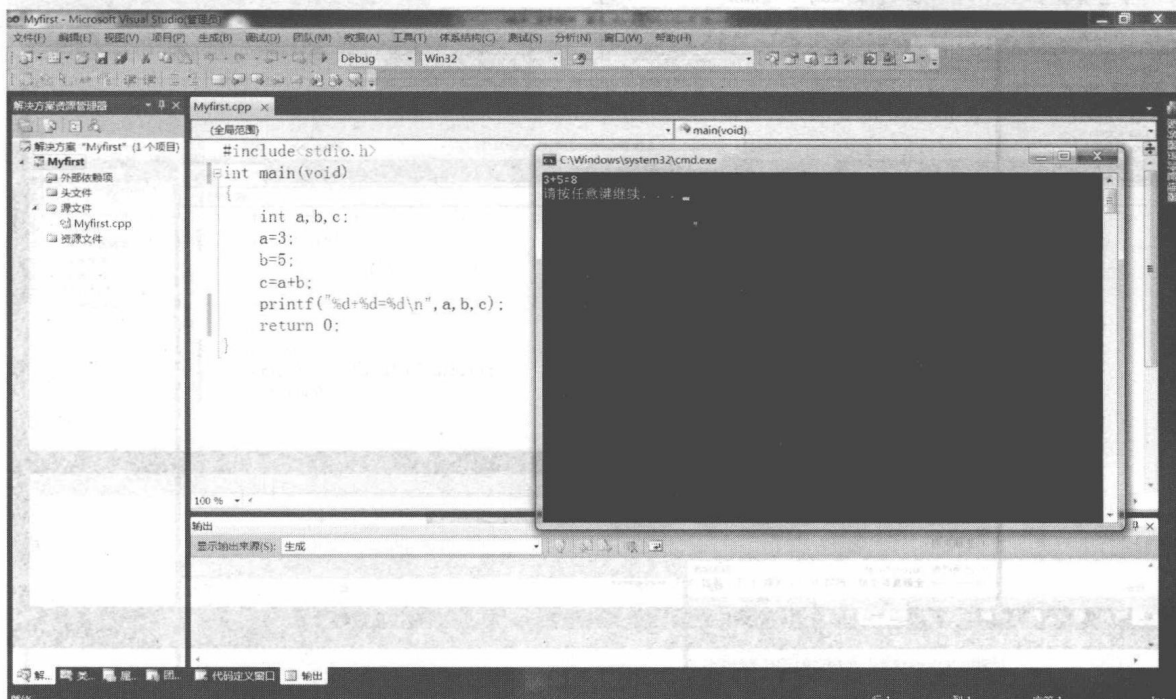 Myfirst - Microsoft Visual Studio(管理员)
文件(F) 编辑(E) 视图(V) 项目(P) 生成(B) 调试(D) 团队(M) 数据(A) 工具(T) 体系结构(C) 测试(S) 分析(N) 窗口(W) 帮助(H)
Debug Win32
解决方案资源管理器
解决方案 "Myfirst" (1 个项目)
Myfirst
外部依赖项
头文件
源文件
Myfirst.cpp
资源文件
Myfirst.cpp
(全局范围)
main(void)
#include<stdio.h>
int main(void)
{
int a,b,c;
a=3;
b=5;
c=a+b;
printf("%d+%d=%d\n",a,b,c);
return 0;
}
100 %
C:\Windows\system32\cmd.exe
3+5=8
请按任意键继续. . .
输出
显示输出来源(S): 生成
解... 类... 属... 团...
代码定义窗口 输出